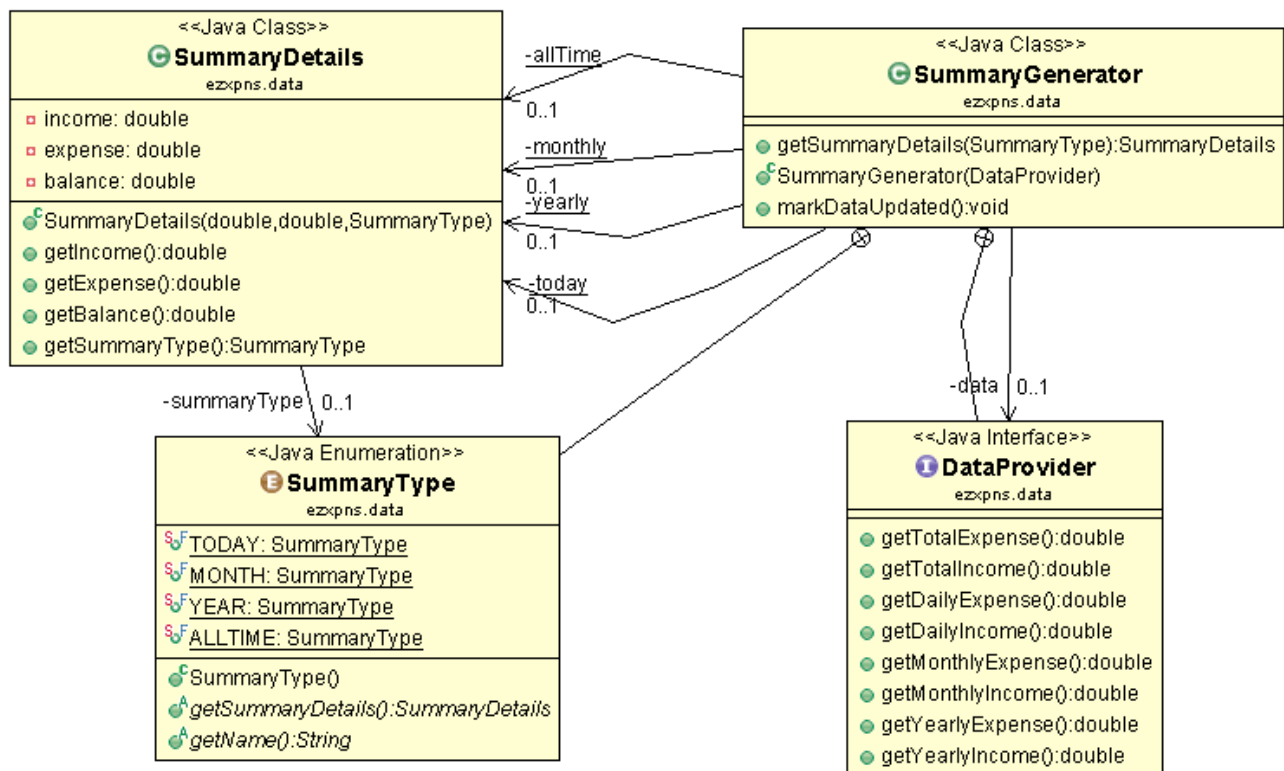 <<Java Class>>
SummaryDetails
ezxpns.data
income: double
expense: double
balance: double
SummaryDetails(double,double,SummaryType)
getIncome():double
getExpense():double
getBalance():double
getSummaryType():SummaryType
-allTime
0..1
-monthly
0..1
-yearly
0..1
-today
0..1
<<Java Class>>
SummaryGenerator
ezxpns.data
getSummaryDetails(SummaryType):SummaryDetails
SummaryGenerator(DataProvider)
markDataUpdated():void
-summaryType 0..1
-data 0..1
<<Java Enumeration>>
SummaryType
ezxpns.data
TODAY: SummaryType
MONTH: SummaryType
YEAR: SummaryType
ALLTIME: SummaryType
SummaryType()
getSummaryDetails():SummaryDetails
getName():String
<<Java Interface>>
DataProvider
ezxpns.data
getTotalExpense():double
getTotalIncome():double
getDailyExpense():double
getDailyIncome():double
getMonthlyExpense():double
getMonthlyIncome():double
getYearlyExpense():double
getYearlyIncome():double